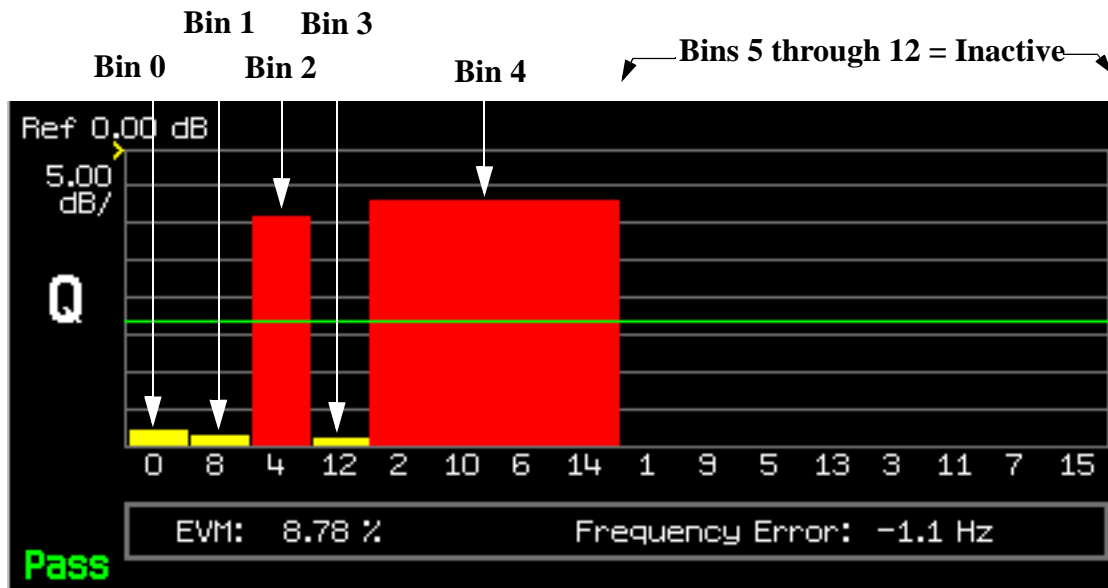 Bin 1 Bin 3
Bin 0 Bin 2 Bin 4 Bins 5 through 12 = Inactive
Ref 0.00 dB
5.00
dB/
Q
0 8 4 12 2 10 6 14 1 9 5 13 3 11 7 15
EVM: 8.78 % Frequency Error: -1.1 Hz
Pass